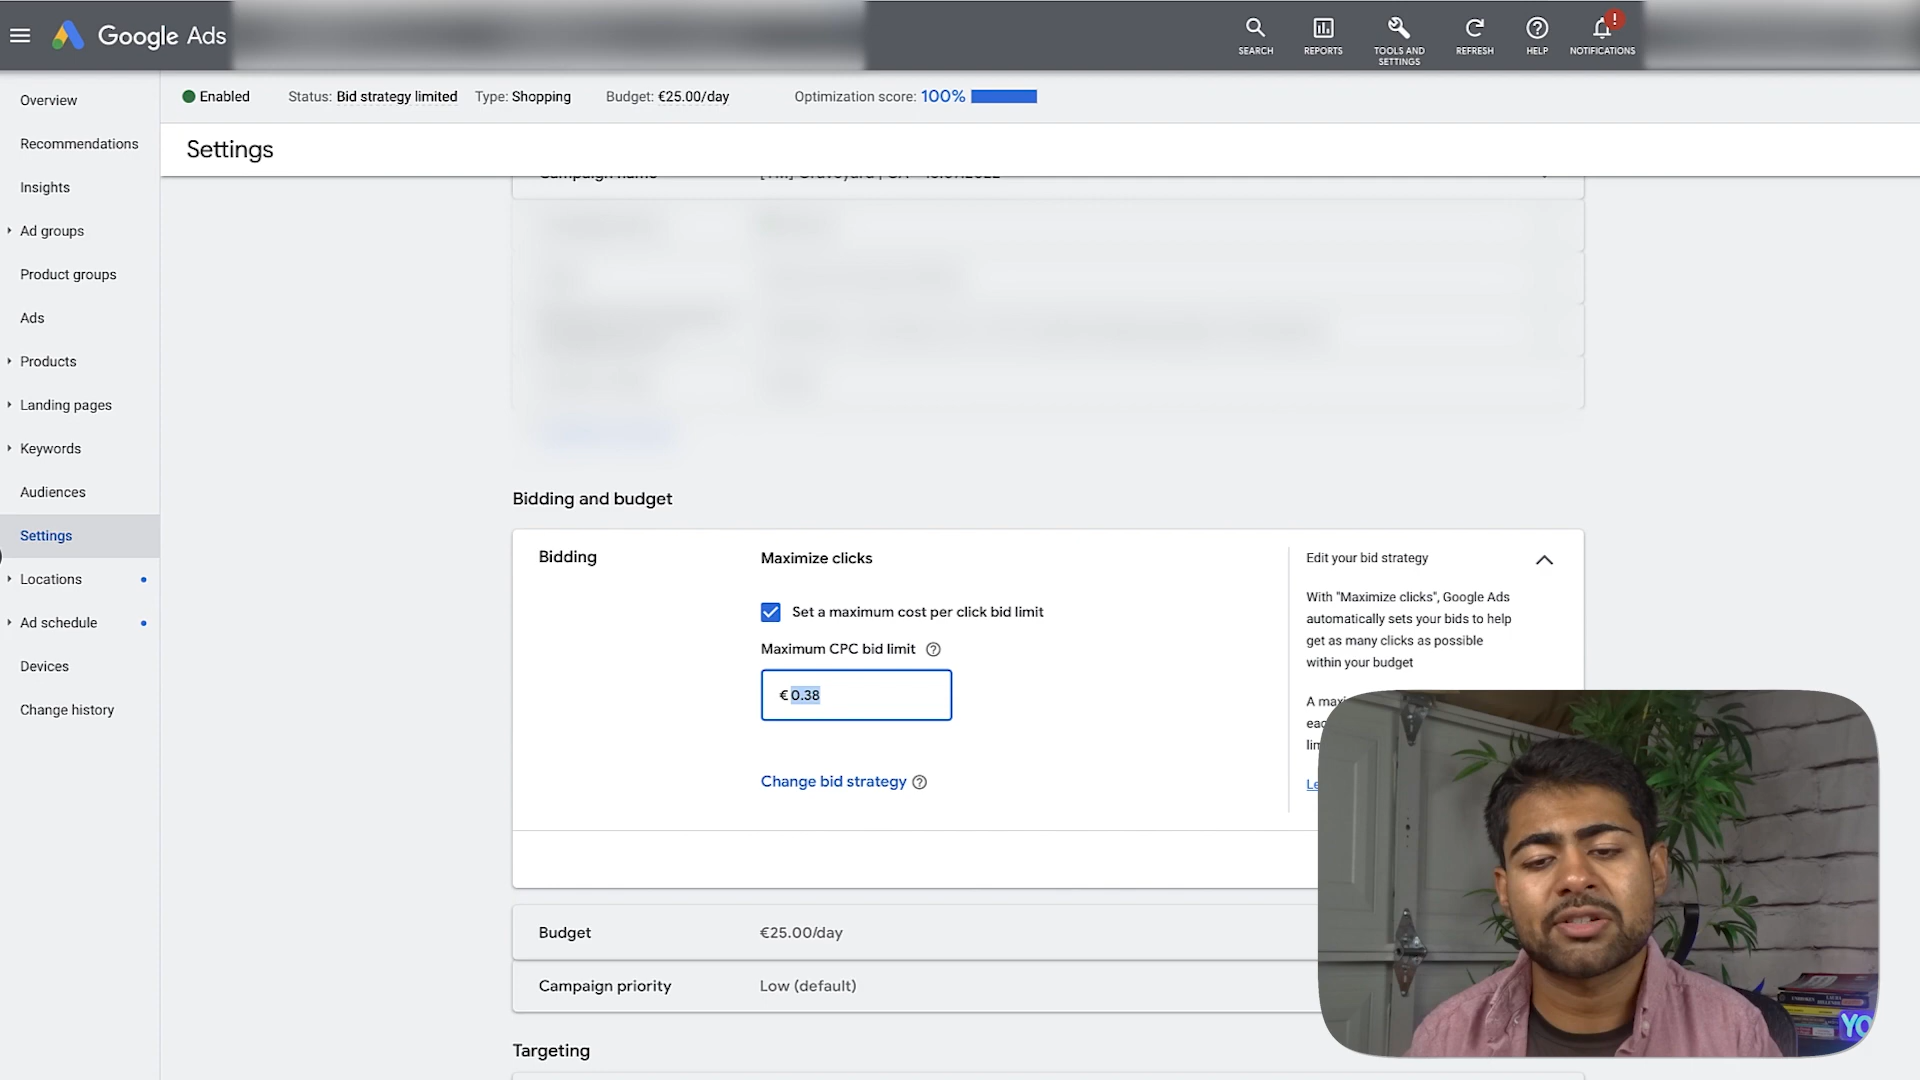 Google Ads
SEARCH
REPORTS
TOOLS AND
SETTINGS
REFRESH
HELP
!
NOTIFICATIONS
Enabled
Status: Bid strategy limited
Type: Shopping
Budget: €25.00/day
Optimization score: 100%
Settings
Overview
Recommendations
Insights
Ad groups
Product groups
Ads
Products
Landing pages
Keywords
Audiences
Settings
Locations
Ad schedule
Devices
Change history
Bidding and budget
Bidding
Maximize clicks
Set a maximum cost per click bid limit
Maximum CPC bid limit
€ 0.38
Change bid strategy
Edit your bid strategy
With "Maximize clicks", Google Ads
automatically sets your bids to help
get as many clicks as possible
within your budget
A max
eac
lim
Le
Budget
€25.00/day
Campaign priority
Low (default)
Targeting
YO